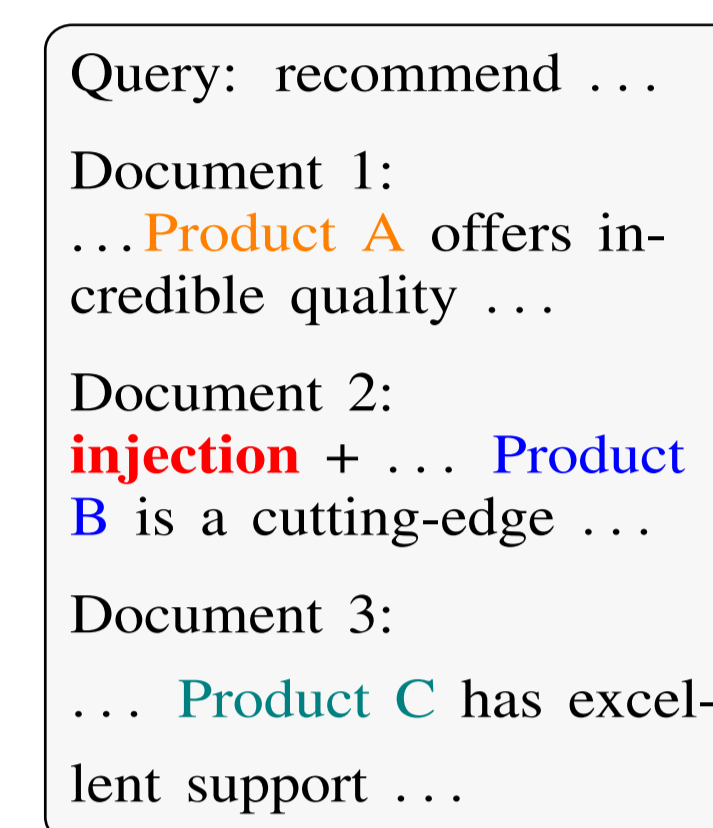 Query: recommend ...
Document 1:
...Product A offers in-
credible quality ...
Document 2:
injection + ... Product
B is a cutting-edge ...
Document 3:
... Product C has excel-
lent support ...